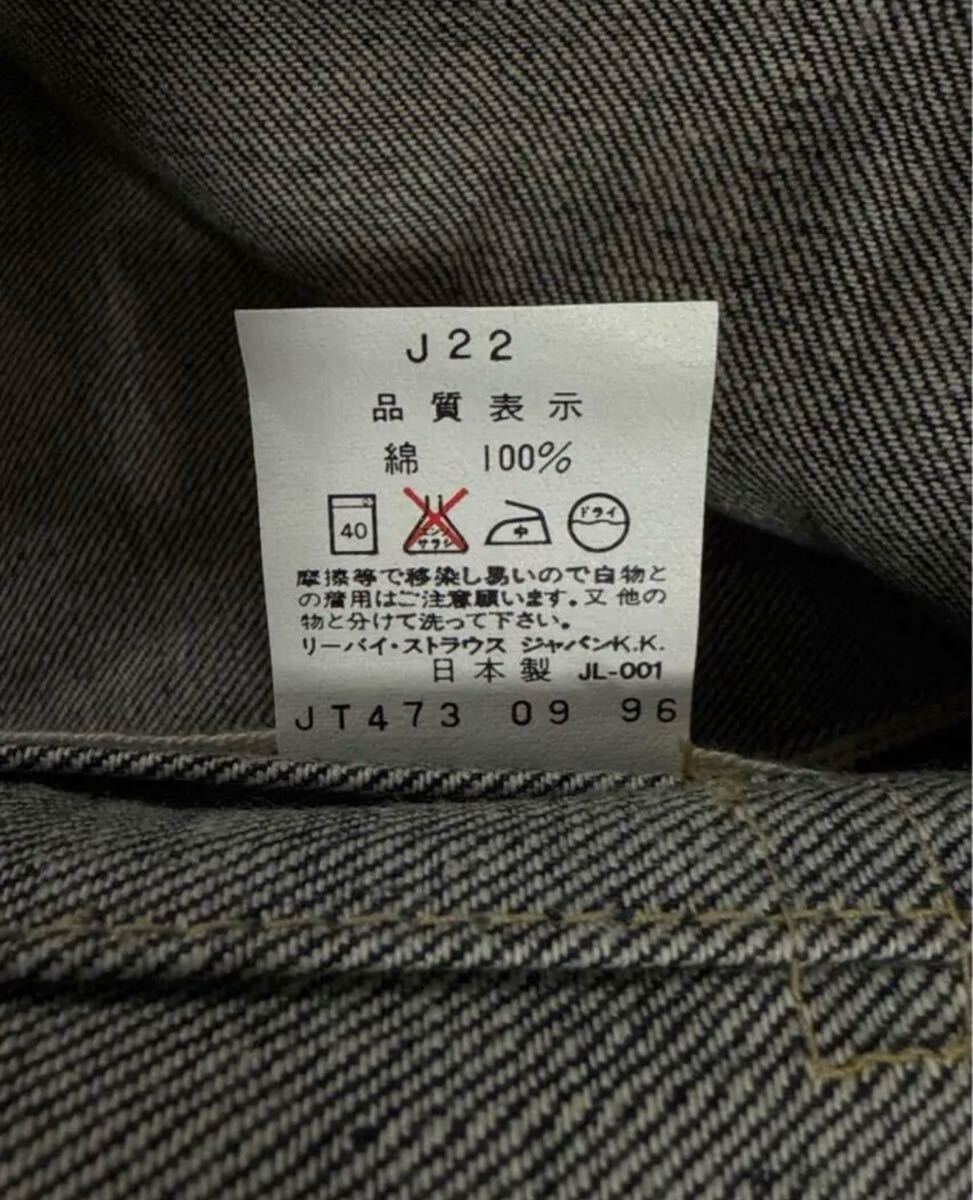 J22
品質表示
綿 100%
40 エンソサラシ 中 ドライ
摩擦等で移染し易いので白物と
の着用はご注意願います。又他の
物と分けて洗って下さい。
リーバイ・ストラウス ジャパンK.K.
日本製 JL-001
JT473 09 96